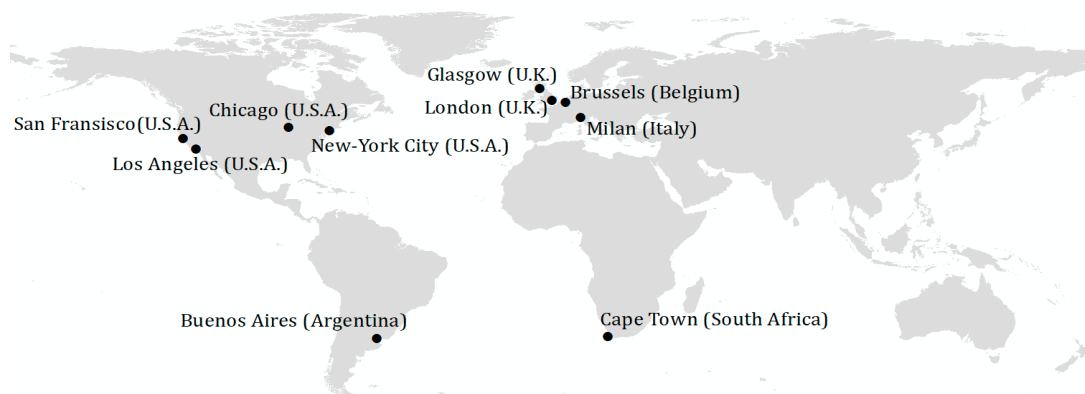 Glasgow (U.K.)
Brussels (Belgium)
London (U.K.)
Chicago (U.S.A.)
San Fransisco(U.S.A.)
Milan (Italy)
New-York City (U.S.A.)
Los Angeles (U.S.A.)
Buenos Aires (Argentina)
Cape Town (South Africa)